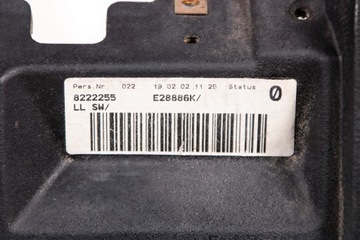 Pers.Nr. 022 19.02.02 11.25 Status
8222255 E28886K/ 0
LL SW/